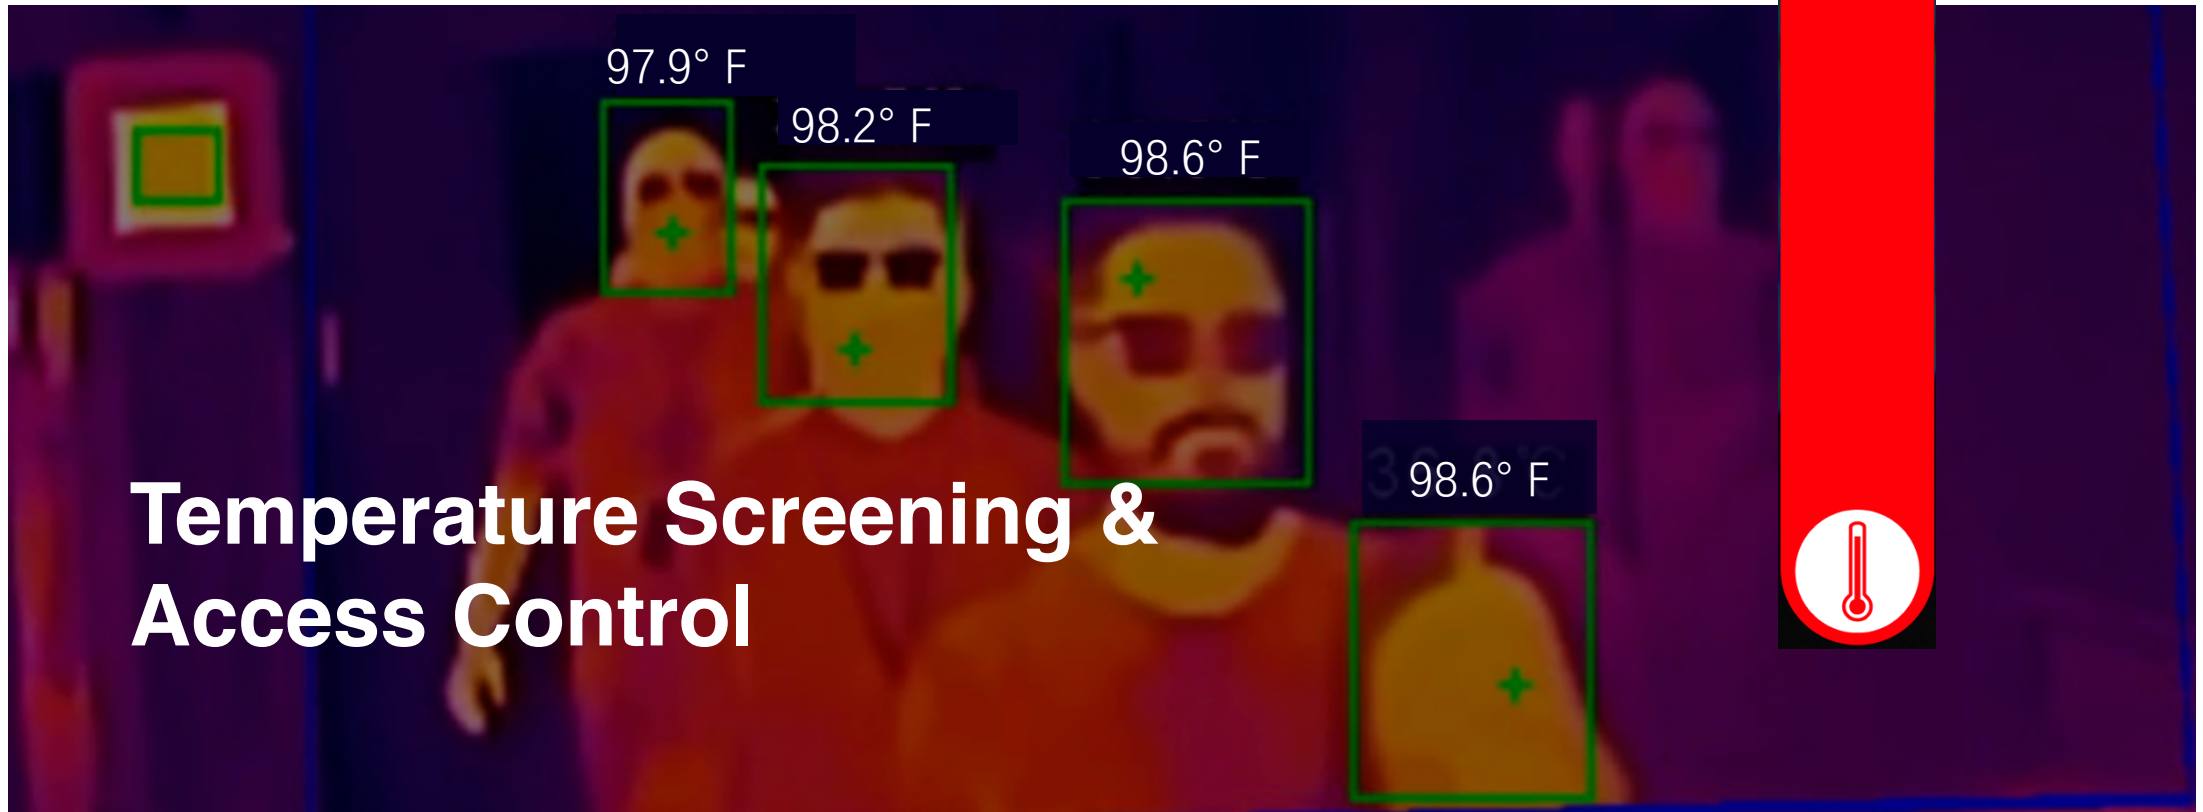 97.9° F
98.2° F
98.6° F
98.6° F
Temperature Screening &
Access Control